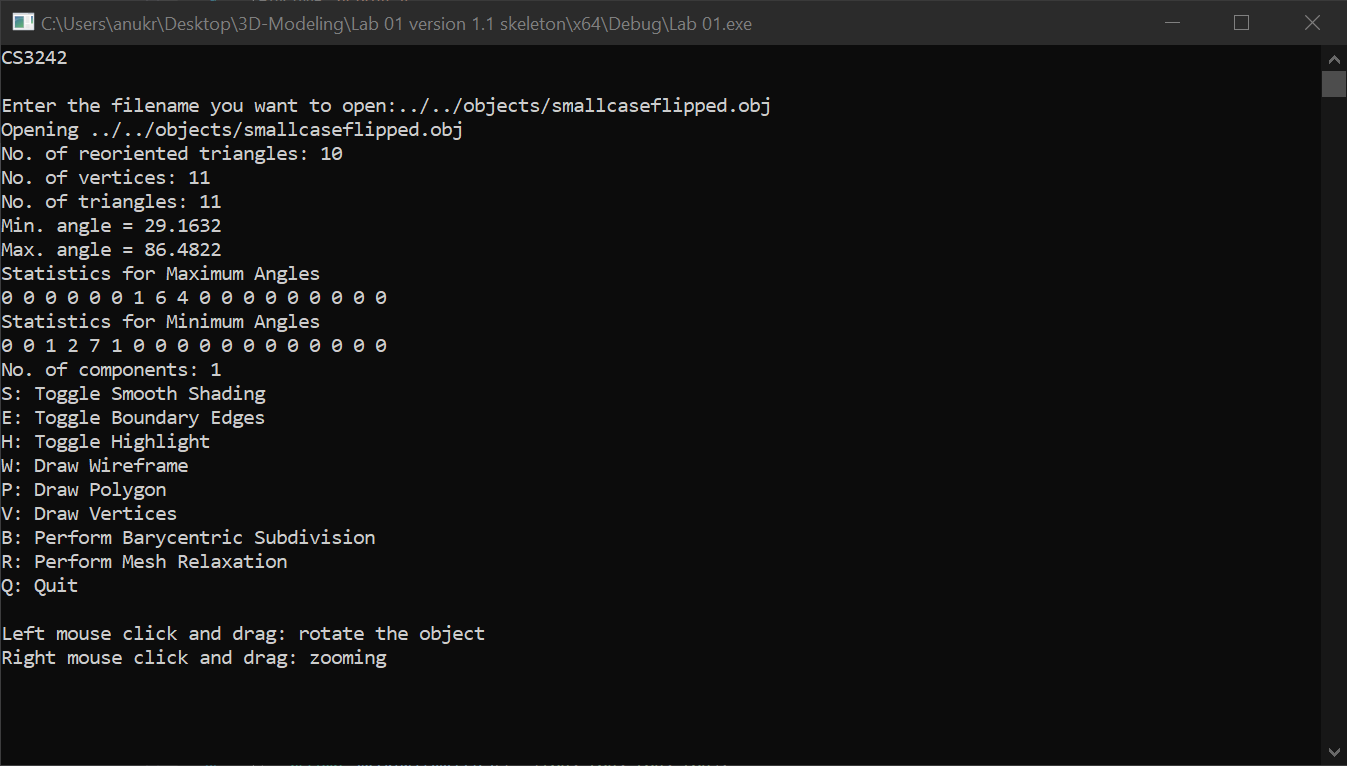 C:\Users\anukr\Desktop\3D-Modeling\Lab 01 version 1.1 skeleton\x64\Debug\Lab 01.exe
CS3242
Enter the filename you want to open:../../objects/smallcaseflipped.obj
Opening ../../objects/smallcaseflipped.obj
No. of reoriented triangles: 10
No. of vertices: 11
No. of triangles: 11
Min. angle = 29.1632
Max. angle = 86.4822
Statistics for Maximum Angles
0 0 0 0 0 0 1 6 4 0 0 0 0 0 0 0 0 0
Statistics for Minimum Angles
0 0 1 2 7 1 0 0 0 0 0 0 0 0 0 0 0 0
No. of components: 1
S: Toggle Smooth Shading
E: Toggle Boundary Edges
H: Toggle Highlight
W: Draw Wireframe
P: Draw Polygon
V: Draw Vertices
B: Perform Barycentric Subdivision
R: Perform Mesh Relaxation
Q: Quit
Left mouse click and drag: rotate the object
Right mouse click and drag: zooming